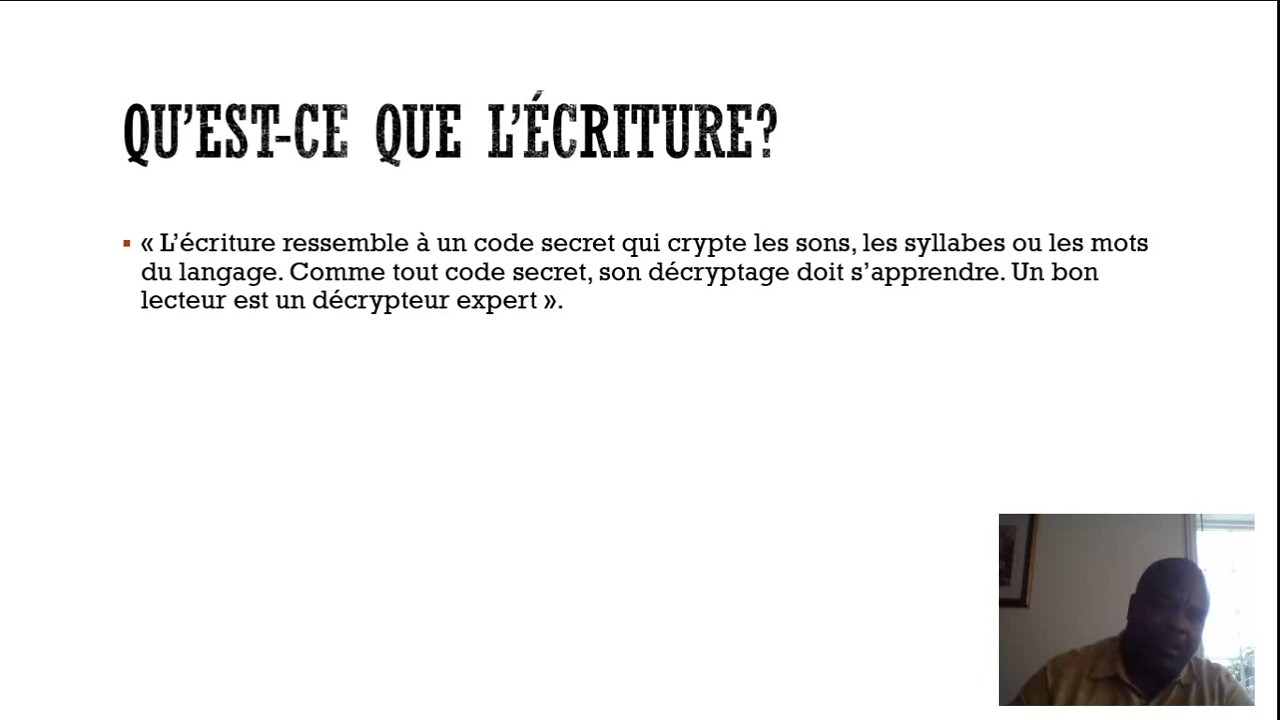 QU'EST-CE QUE L'ÉCRITURE?
« L'écriture ressemble à un code secret qui crypte les sons, les syllabes ou les mots
du langage. Comme tout code secret, son décryptage doit s'apprendre. Un bon
lecteur est un décrypteur expert ».